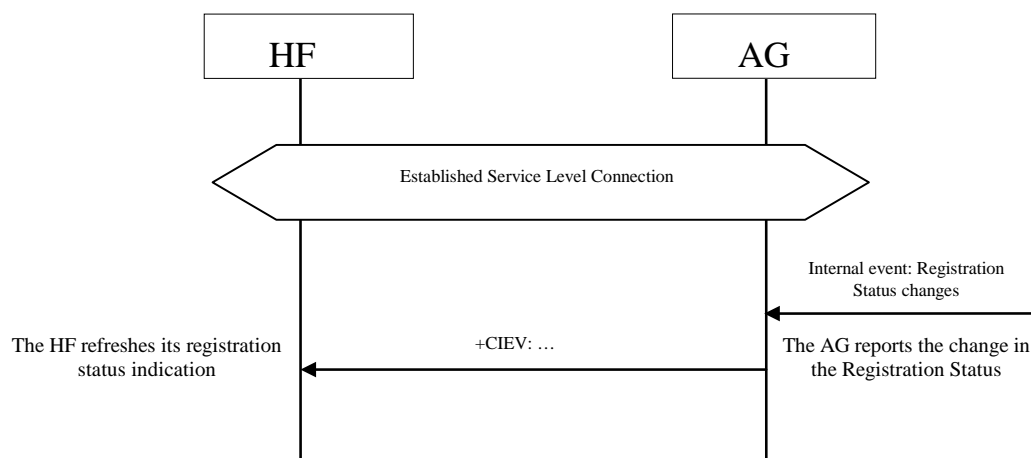 HF
AG
Established Service Level Connection
Internal event: Registration
Status changes
The HF refreshes its registration
status indication
+CIEV: …
The AG reports the change in
the Registration Status